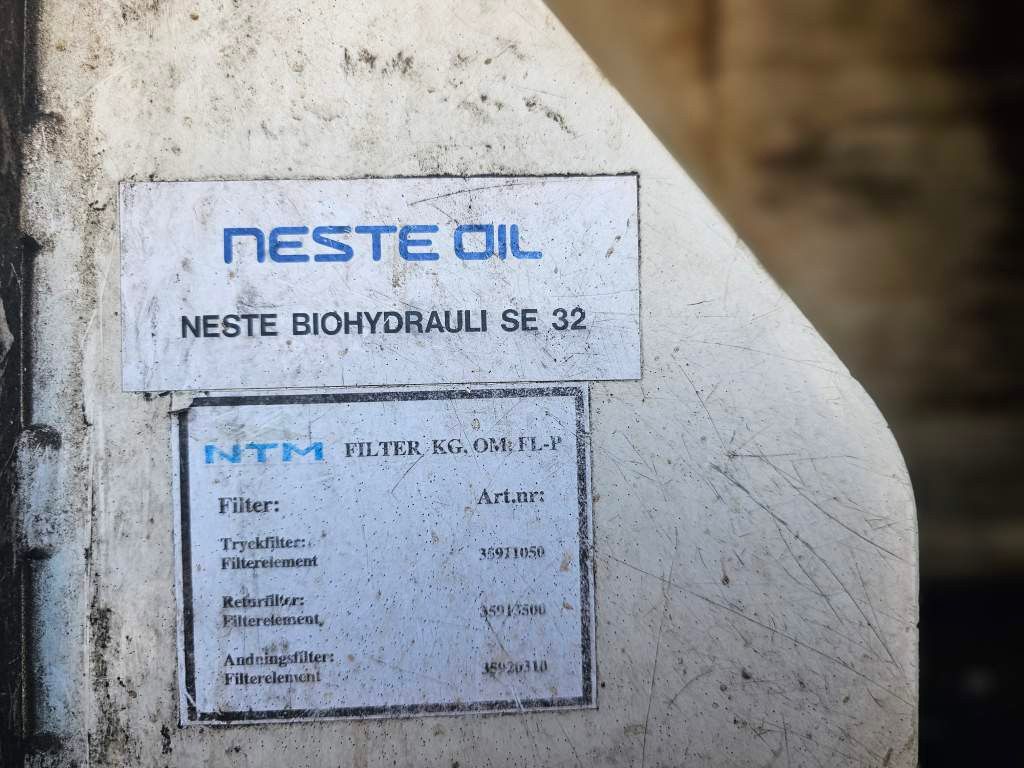 NESTE OIL
NESTE BIOHYDRAULI SE 32
NTM FILTER KG, OM; FL-P
Filter: Art.nr:
Tryckfilter:
Filterelement 35911050
Returfilter:
Filterelement, 35913500
Andningsfilter:
Filterelement 35920310